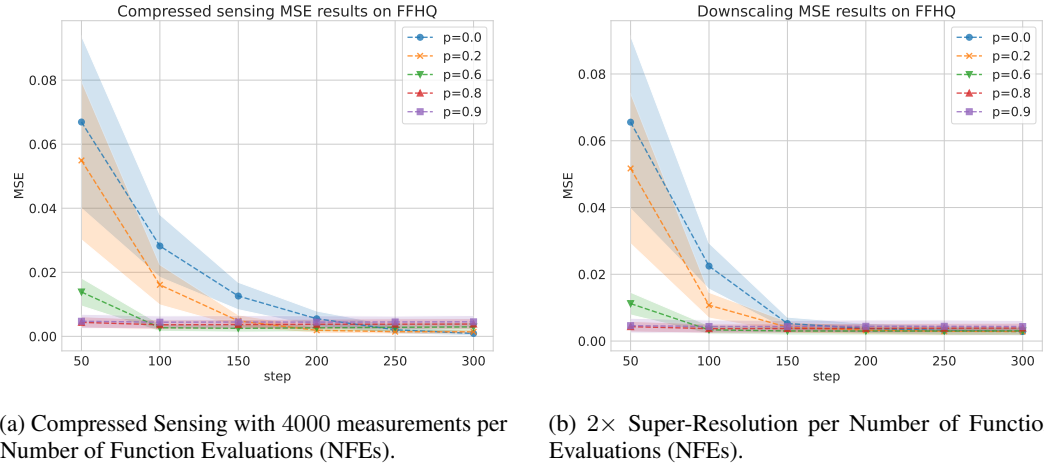 Compressed sensing MSE results on FFHQ
p=0.0
p=0.2
p=0.6
p=0.8
p=0.9
MSE
0.08
0.06
0.04
0.02
0.00
50 100 150 200 250 300
step
Downscaling MSE results on FFHQ
p=0.0
p=0.2
p=0.6
p=0.8
p=0.9
MSE
0.08
0.06
0.04
0.02
0.00
50 100 150 200 250 300
step
(a) Compressed Sensing with 4000 measurements per
Number of Function Evaluations (NFEs).
(b) 2× Super-Resolution per Number of Functio
Evaluations (NFEs).